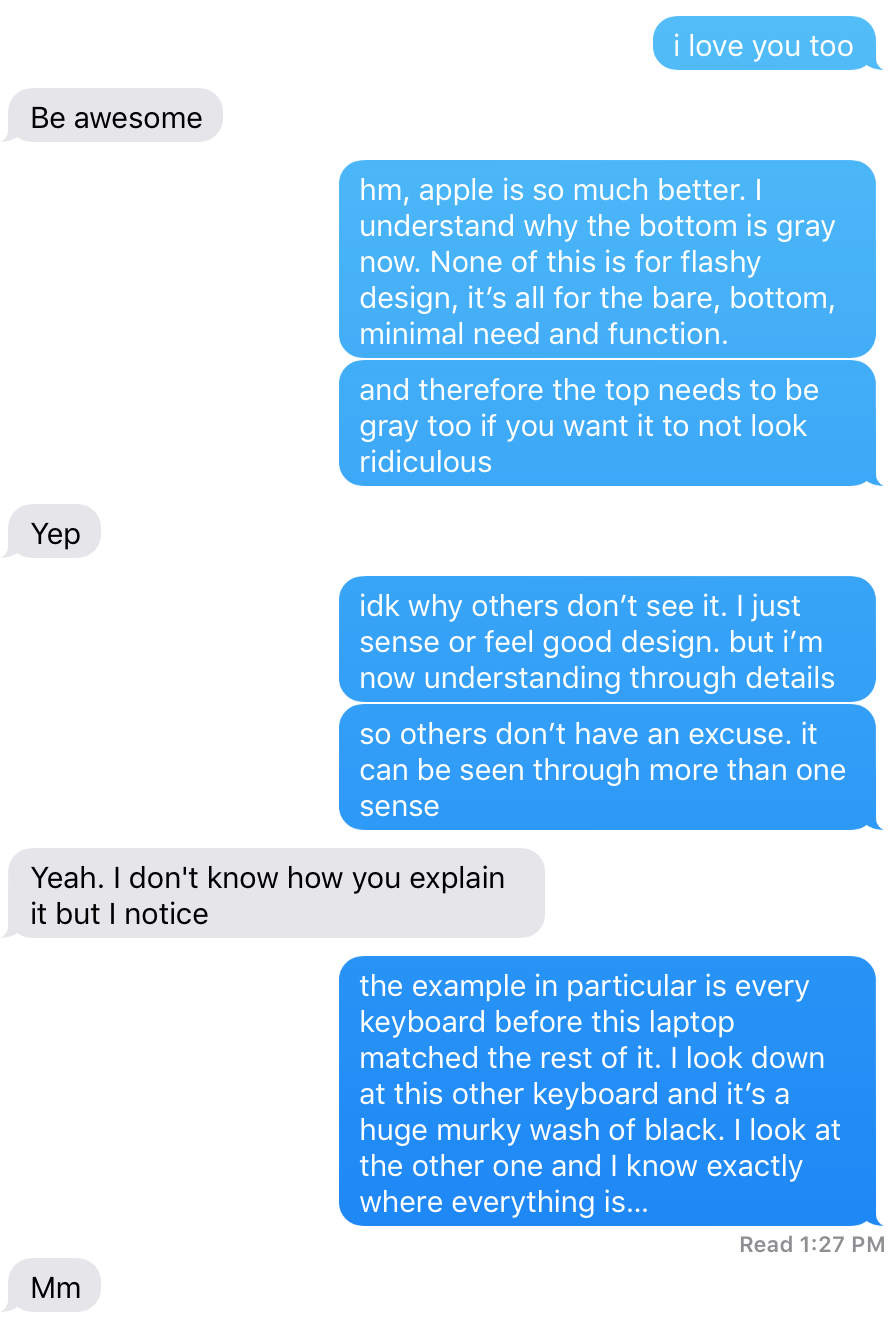 i love you too
Be awesome
hm, apple is so much better. I
understand why the bottom is gray
now. None of this is for flashy
design, it’s all for the bare, bottom,
minimal need and function.
and therefore the top needs to be
gray too if you want it to not look
ridiculous
Yep
idk why others don’t see it. I just
sense or feel good design. but i’m
now understanding through details
so others don’t have an excuse. it
can be seen through more than one
sense
Yeah. I don't know how you explain
it but I notice
the example in particular is every
keyboard before this laptop
matched the rest of it. I look down
at this other keyboard and it’s a
huge murky wash of black. I look at
the other one and I know exactly
where everything is...
Read 1:27 PM
Mm